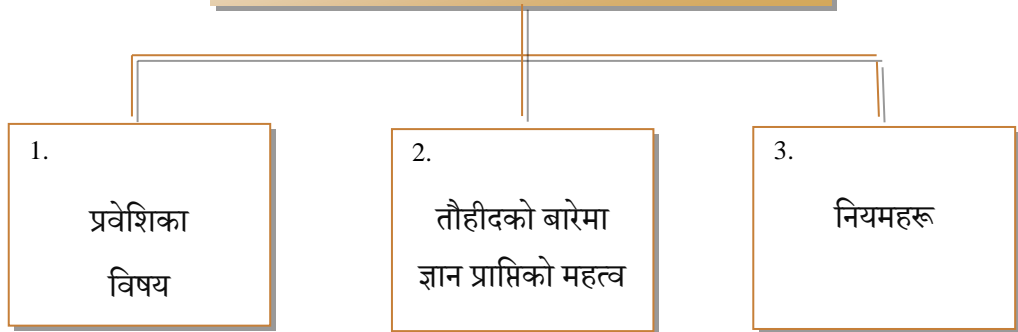 1.
प्रवेशिका
विषय
2.
तौहीदको बारेमा
ज्ञान प्राप्तिको महत्व
3.
नियमहरू